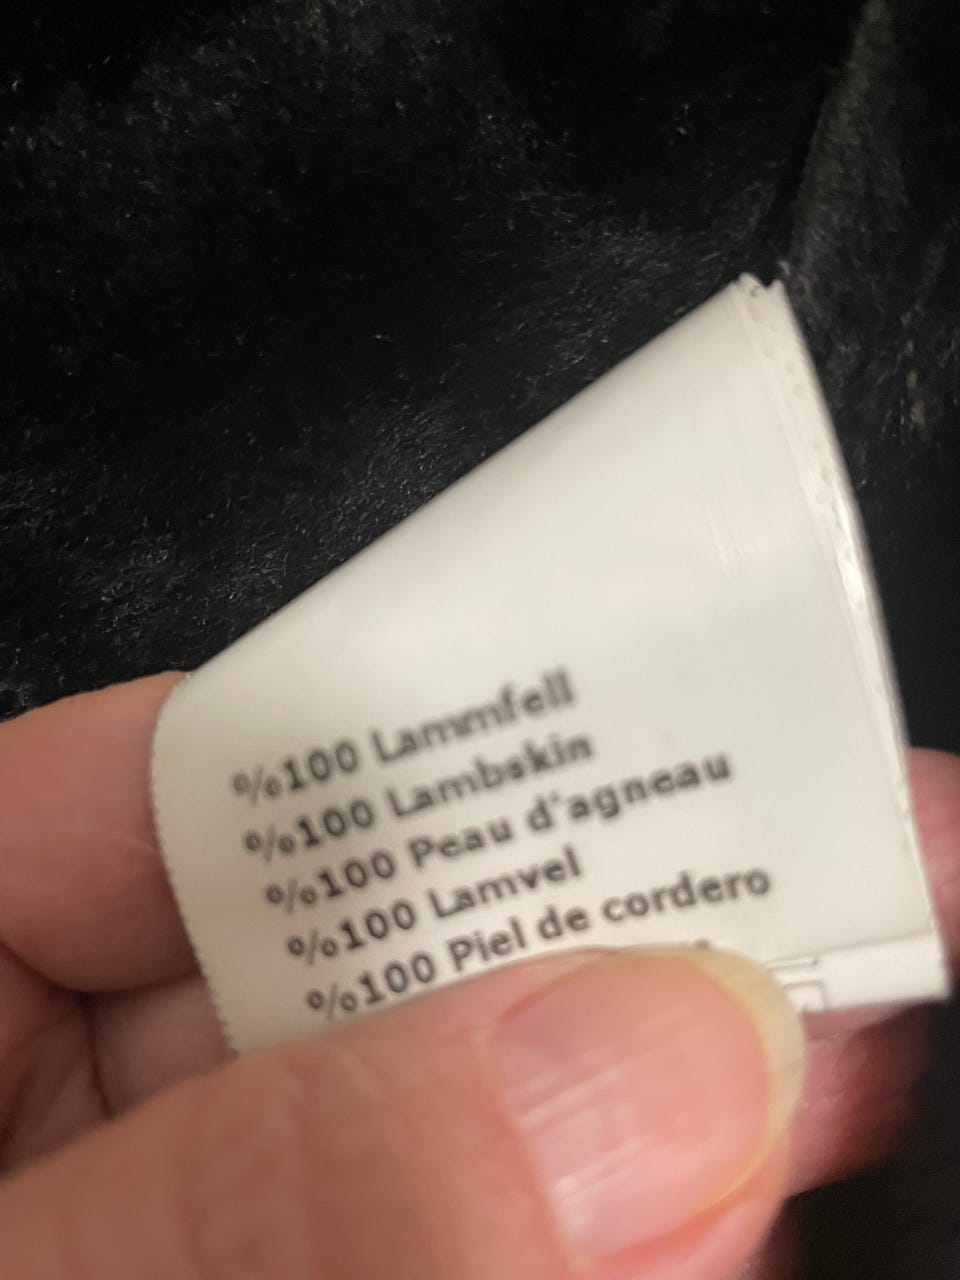 %100 Lammfell
%100 Lambskin
%100 Peau d'agneau
%100 Lamvel
%100 Piel de cordero